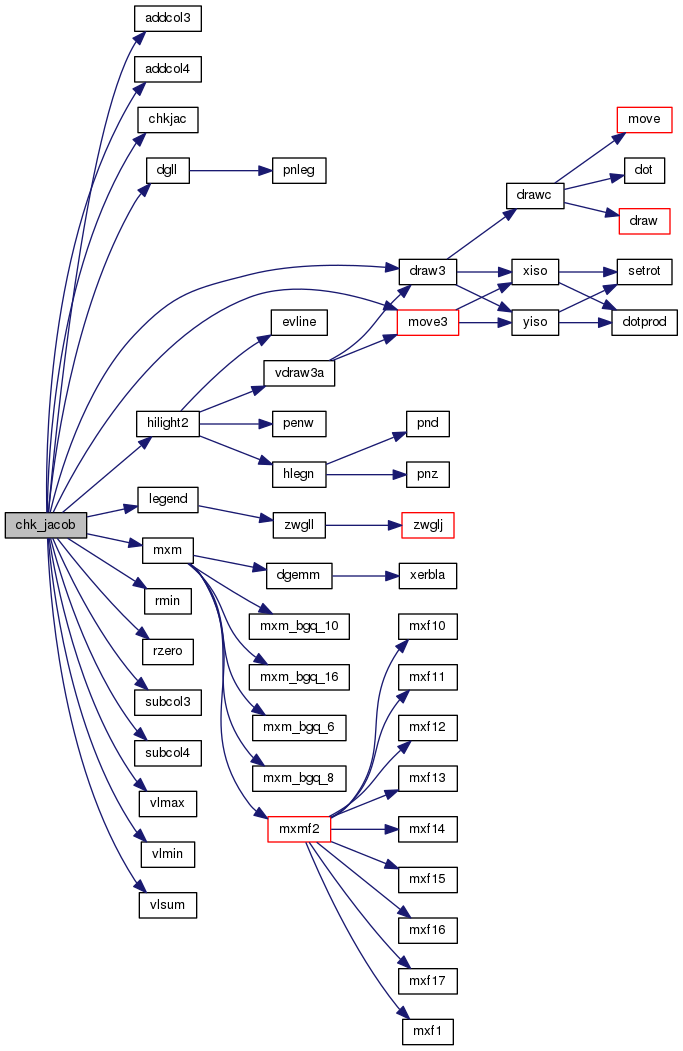 addcol3
addcol4
chkjac
dgll
pnleg
move
dot
drawc
draw
draw3
xiso
setrot
move3
yiso
dotprod
evline
vdraw3a
hilight2
penw
pnd
hlegn
pnz
chk_jacob
legend
zwgll
zwglj
mxm
dgemm
xerbla
rmin
mxm_bgq_10
mxf10
rzero
mxm_bgq_16
mxf11
subcol3
mxm_bgq_6
mxf12
subcol4
mxm_bgq_8
mxf13
vlmax
mxmf2
mxf14
vlmin
mxf15
vlsum
mxf16
mxf17
mxf1